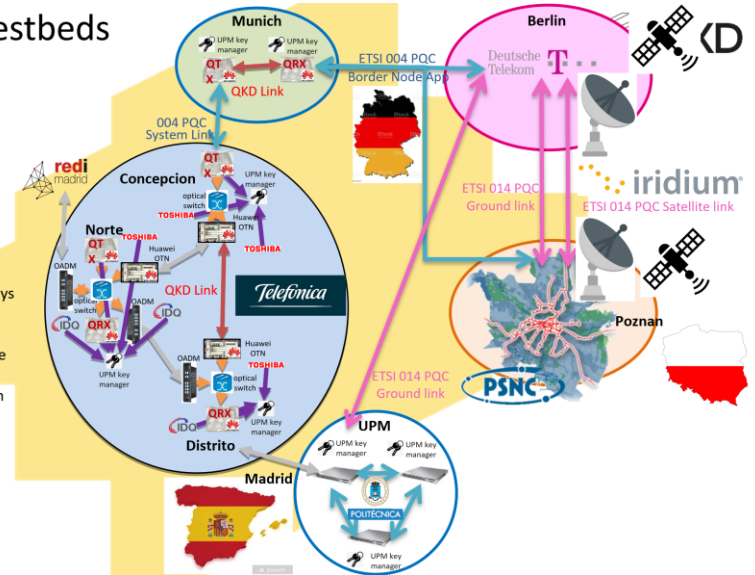 estbeds
Munich
UPM key
manager
UPM key
manager
QT
X
QRX
QKD Link
ETSI 004 PQC
Border Node App
Berlin
Deutsche
Telekom
T
KD
004 PQC
System Link
redi
madrid
Concepcion
QT
X
UPM key
manager
optical
switch
TOSHIBA
TOSHIBA
Huawei
OTN
Norte
TOSHIBA
QT
X
Huawei
OTN
OADM
optical
switch
OADM
IDQ
QRX
IDQ
UPM key
manager
QKD Link
Telefónica
Huawei
OTN
TOSHIBA
OADM
optical
switch
IDQ
QRX
UPM key
manager
Distrito
ays
e
n
ETSI 014 PQC
Ground link
iridium
ETSI 014 PQC Satellite link
Poznan
PSNC
ETSI 014 PQC
Ground link
UPM
UPM key
manager
UPM key
manager
POLITÉCNICA
UPM key
manager
Madrid